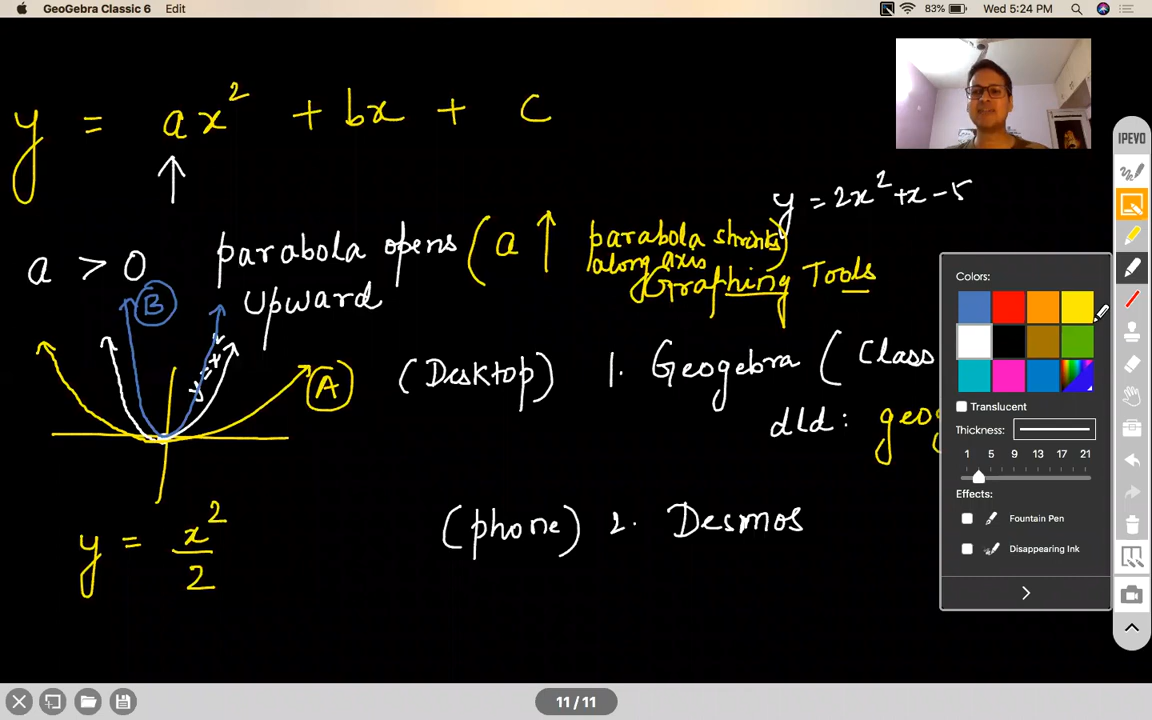 GeoGebra Classic 6 Edit
83% Wed 5:24 PM
y = ax² + bx + c
y = 2x² + x - 5
a > 0 parabola opens (a ↑ parabola shrinks
along axis)
Upward
Graphing Tools
B
A
(Desktop) 1. Geogebra (Class
dld: geog
y = x²/2
(phone) 2. Desmos
IPEVO
Colors:
Translucent
Thickness:
1 5 9 13 17 21
Effects:
Fountain Pen
Disappearing Ink
11 / 11